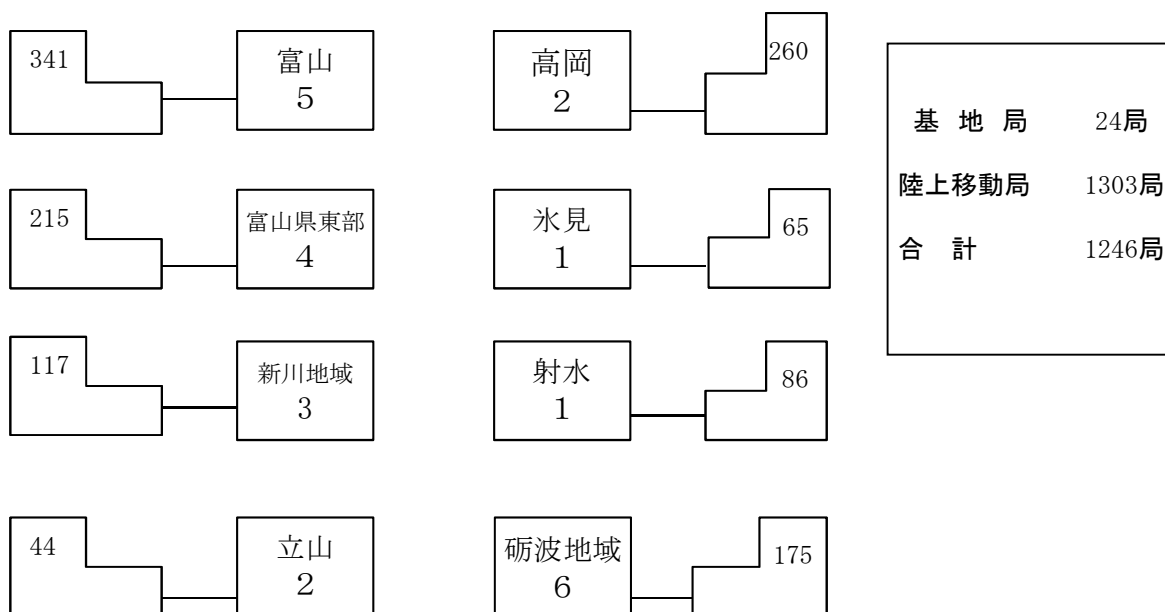 341
富山
5
高岡
2
260
基 地 局 24局
陸上移動局 1303局
合 計 1246局
215
富山県東部
4
氷見
1
65
117
新川地域
3
射水
1
86
44
立山
2
砺波地域
6
175